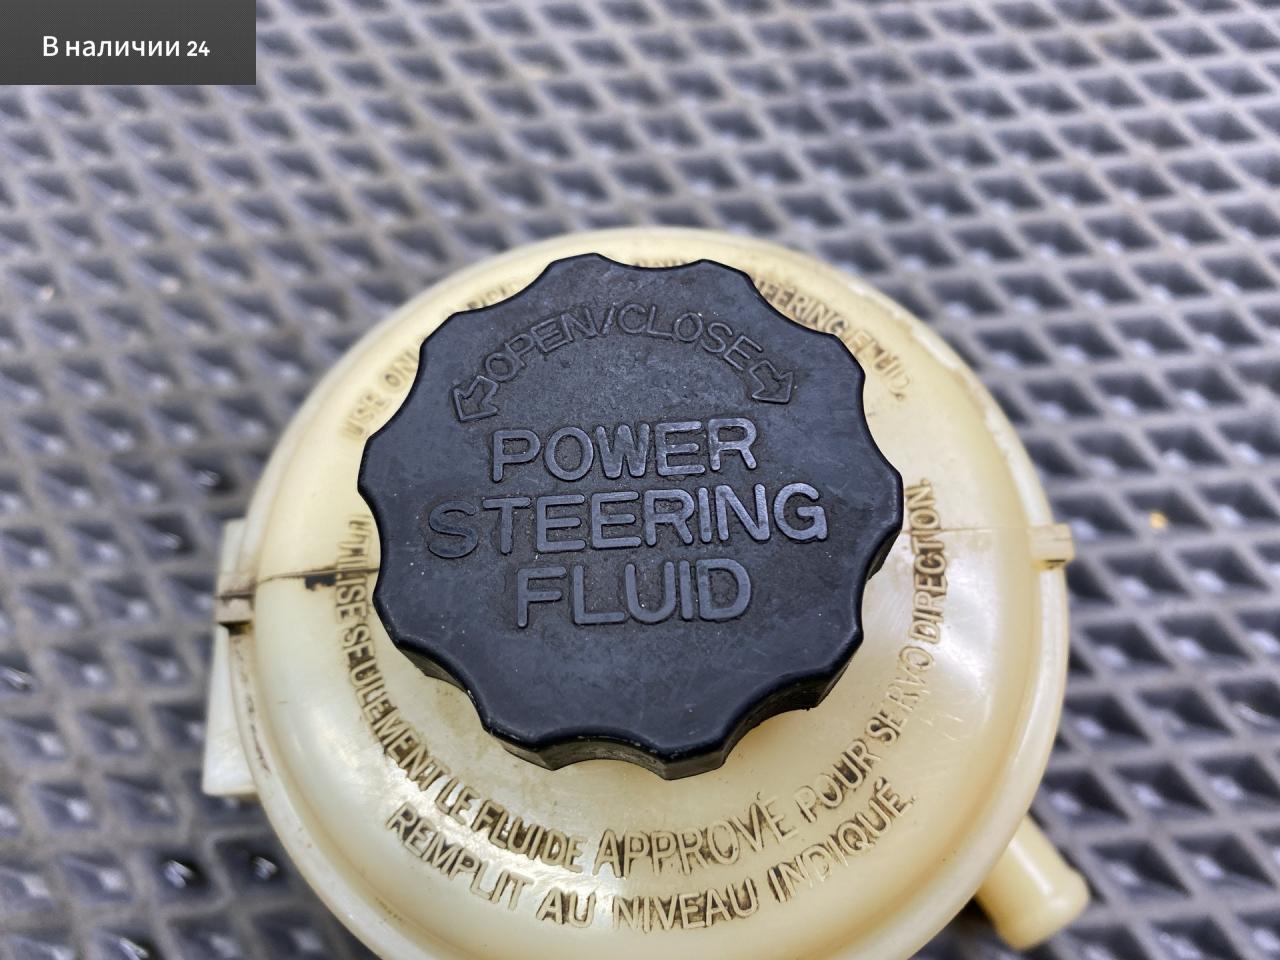 В наличии 24
USE ONL
STEERING FLUID.
OPEN/CLOSE
POWER
STEERING
FLUID
UTILISE SEULEMENT LE FLUIDE APPROVÉ POUR SERVO DIRECTION.
REMPLIT AU NIVEAU INDIQUÉ.